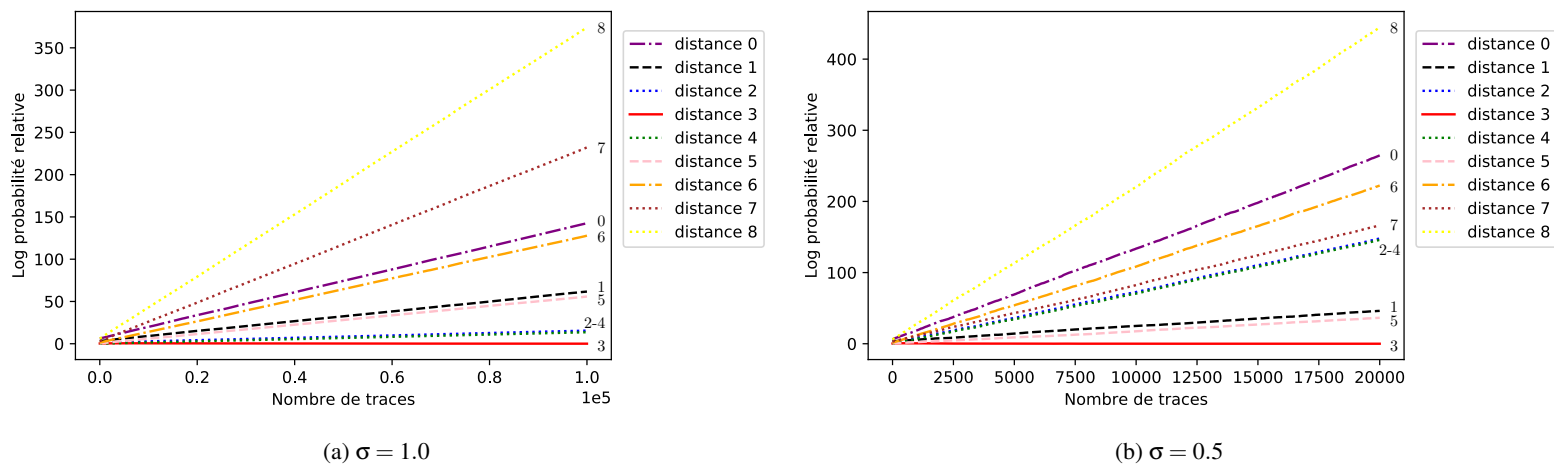 Log probabilité relative
350
300
250
200
150
100
50
0
0.0
0.2
0.4
0.6
0.8
1.0
1e5
Nombre de traces
8
7
0
6
1
5
2-4
3
distance 0
distance 1
distance 2
distance 3
distance 4
distance 5
distance 6
distance 7
distance 8
(a) σ = 1.0
Log probabilité relative
400
300
200
100
0
0
2500
5000
7500
10000
12500
15000
17500
20000
Nombre de traces
8
0
6
7
2-4
1
5
3
distance 0
distance 1
distance 2
distance 3
distance 4
distance 5
distance 6
distance 7
distance 8
(b) σ = 0.5